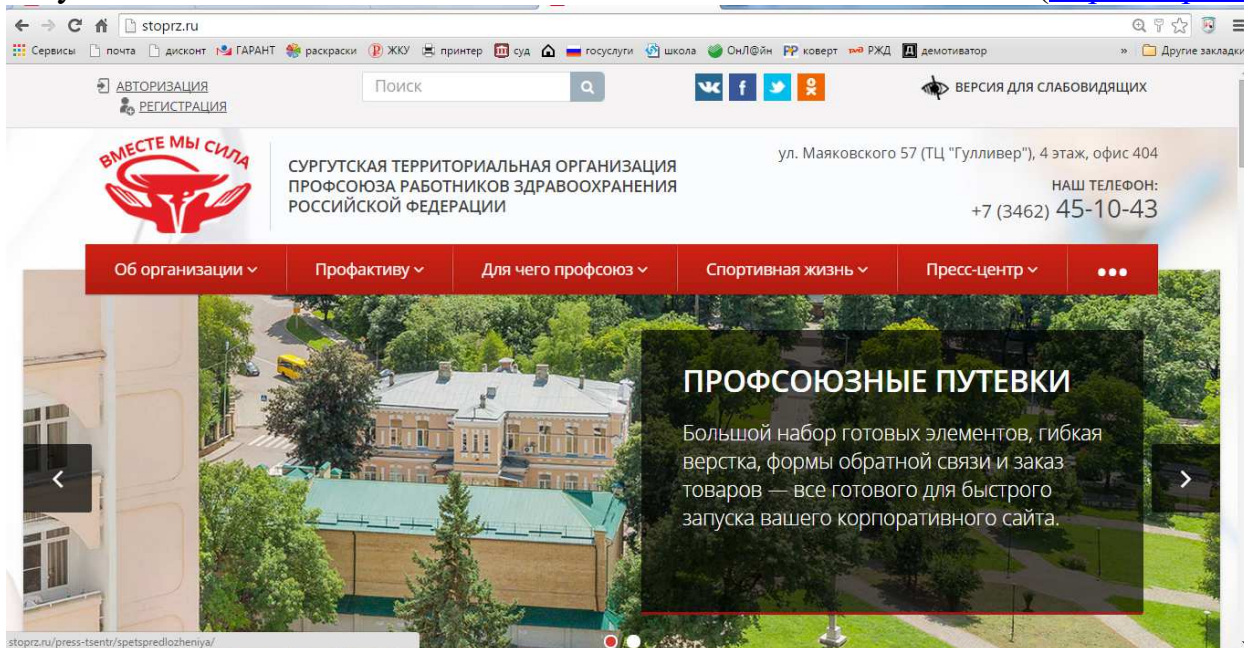 stoprz.ru
Сервисы почта дисконт ГАРАНТ раскраски ЖКУ принтер суд госуслуги школа ОнЛ@йн коверт РЖД демотиватор » Другие закладки
АВТОРИЗАЦИЯ
РЕГИСТРАЦИЯ
Поиск
ВЕРСИЯ ДЛЯ СЛАБОВИДЯЩИХ
ВМЕСТЕ МЫ СИЛА
СУРГУТСКАЯ ТЕРРИТОРИАЛЬНАЯ ОРГАНИЗАЦИЯ
ПРОФСОЮЗА РАБОТНИКОВ ЗДРАВООХРАНЕНИЯ
РОССИЙСКОЙ ФЕДЕРАЦИИ
ул. Маяковского 57 (ТЦ "Гулливер"), 4 этаж, офис 404
НАШ ТЕЛЕФОН:
+7 (3462) 45-10-43
Об организации Профактиву Для чего профсоюз Спортивная жизнь Пресс-центр
ПРОФСОЮЗНЫЕ ПУТЕВКИ
Большой набор готовых элементов, гибкая
верстка, формы обратной связи и заказ
товаров — все готового для быстрого
запуска вашего корпоративного сайта.
stoprz.ru/press-tsentr/spetspredlozheniya/